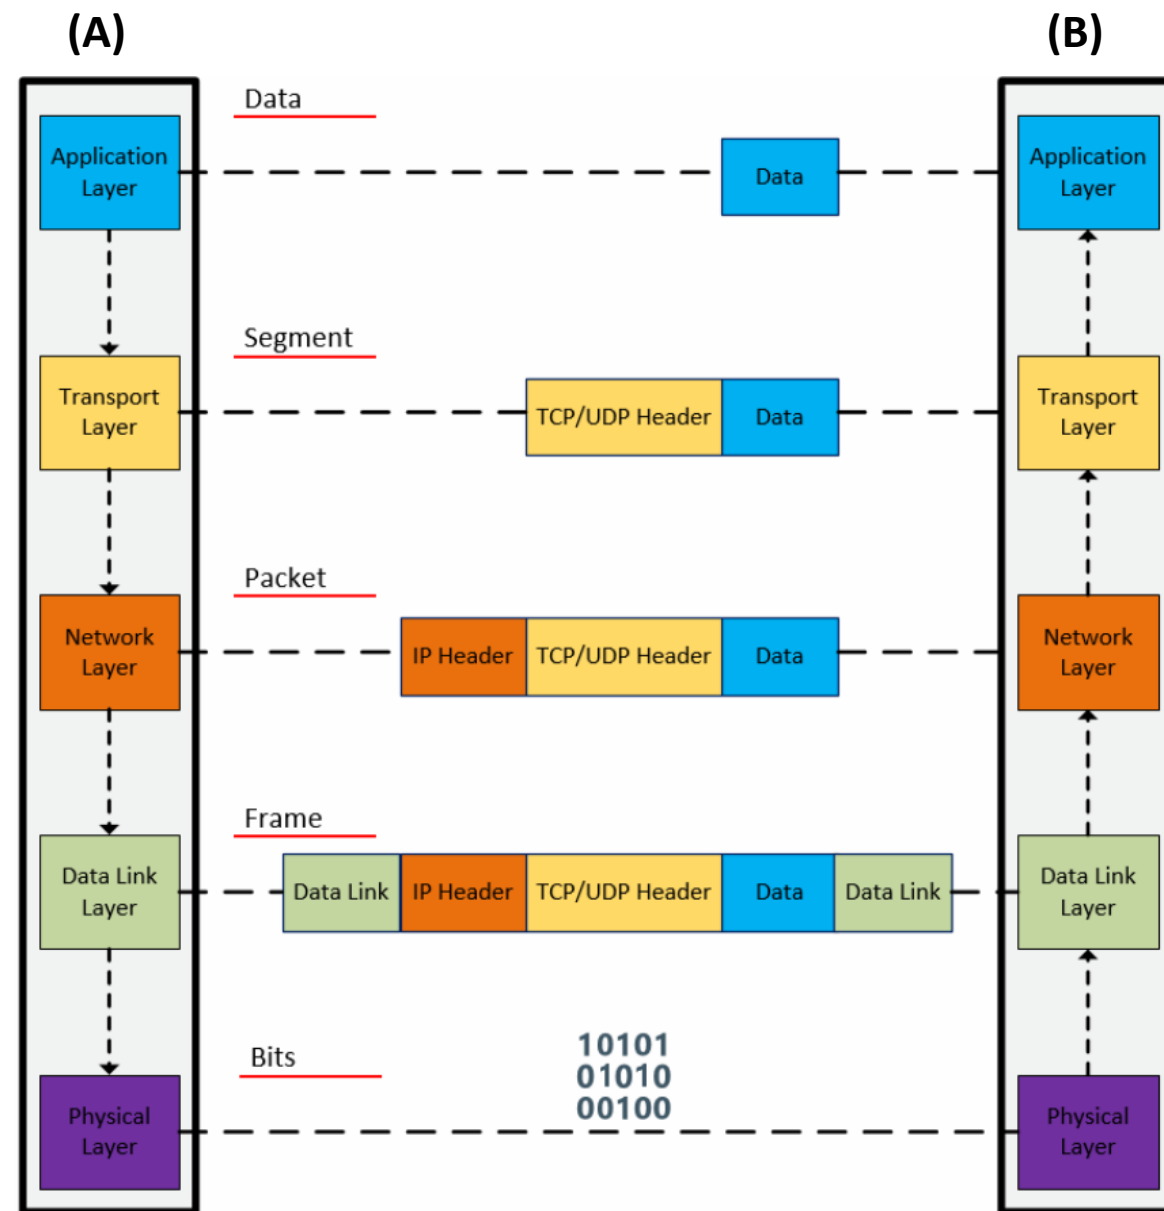 (A)
(B)
Data
Application
Layer
Data
Application
Layer
Segment
Transport
Layer
TCP/UDP Header
Data
Transport
Layer
Packet
Network
Layer
IP Header
TCP/UDP Header
Data
Network
Layer
Frame
Data Link
Layer
Data Link
IP Header
TCP/UDP Header
Data
Data Link
Data Link
Layer
Bits
10101
01010
00100
Physical
Layer
Physical
Layer